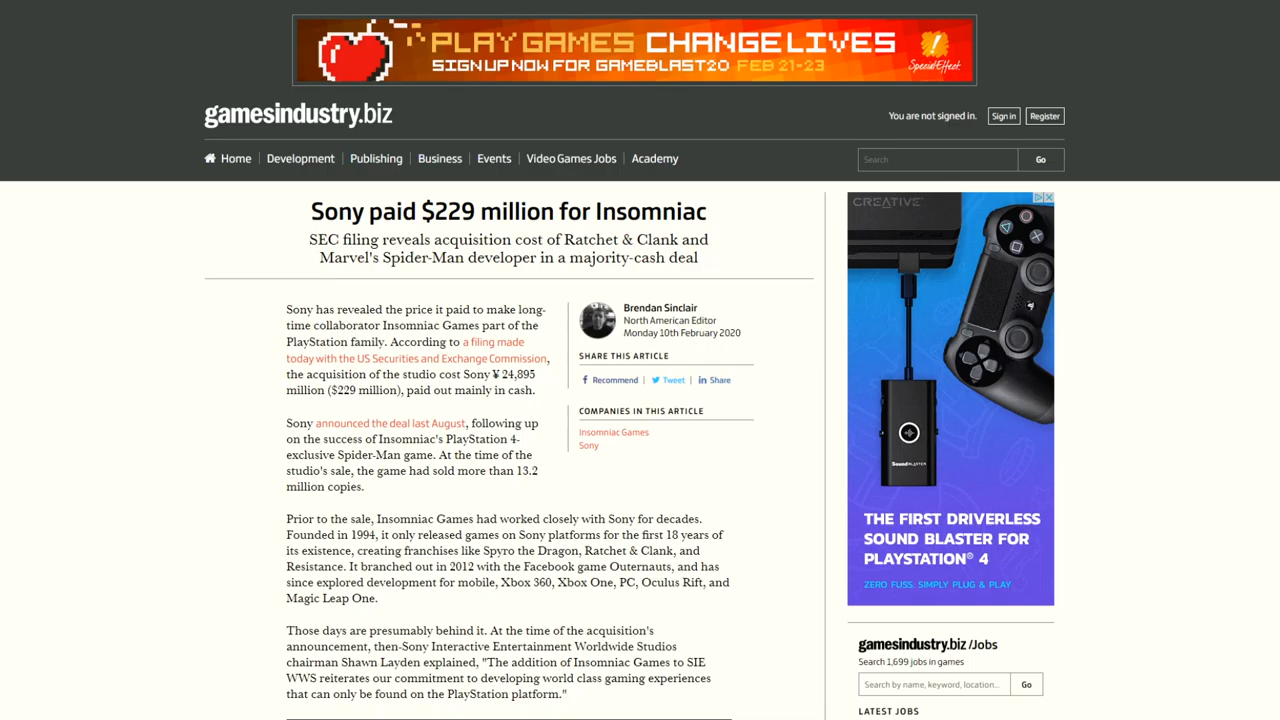 PLAY GAMES CHANGE LIVES
SIGN UP NOW FOR GAMEBLAST20 FEB 21-23
SpecialEffect
gamesindustry.biz
You are not signed in.
Sign in
Register
Home
Development
Publishing
Business
Events
Video Games Jobs
Academy
Search
Go
Sony paid $229 million for Insomniac
SEC filing reveals acquisition cost of Ratchet & Clank and
Marvel's Spider-Man developer in a majority-cash deal
Sony has revealed the price it paid to make long-
time collaborator Insomniac Games part of the
PlayStation family. According to a filing made
today with the US Securities and Exchange Commission,
the acquisition of the studio cost Sony ¥ 24,895
million ($229 million), paid out mainly in cash.
Sony announced the deal last August, following up
on the success of Insomniac's PlayStation 4-
exclusive Spider-Man game. At the time of the
studio's sale, the game had sold more than 13.2
million copies.
Prior to the sale, Insomniac Games had worked closely with Sony for decades.
Founded in 1994, it only released games on Sony platforms for the first 18 years of
its existence, creating franchises like Spyro the Dragon, Ratchet & Clank, and
Resistance. It branched out in 2012 with the Facebook game Outernauts, and has
since explored development for mobile, Xbox 360, Xbox One, PC, Oculus Rift, and
Magic Leap One.
Those days are presumably behind it. At the time of the acquisition's
announcement, then-Sony Interactive Entertainment Worldwide Studios
chairman Shawn Layden explained, "The addition of Insomniac Games to SIE
WWS reiterates our commitment to developing world class gaming experiences
that can only be found on the PlayStation platform."
Brendan Sinclair
North American Editor
Monday 10th February 2020
SHARE THIS ARTICLE
Recommend
Tweet
Share
COMPANIES IN THIS ARTICLE
Insomniac Games
Sony
CREATIVE
Sound BLASTER
THE FIRST DRIVERLESS
SOUND BLASTER FOR
PLAYSTATION® 4
ZERO FUSS. SIMPLY PLUG & PLAY
gamesindustry.biz /Jobs
Search 1,699 jobs in games
Search by name, keyword, location...
Go
LATEST JOBS